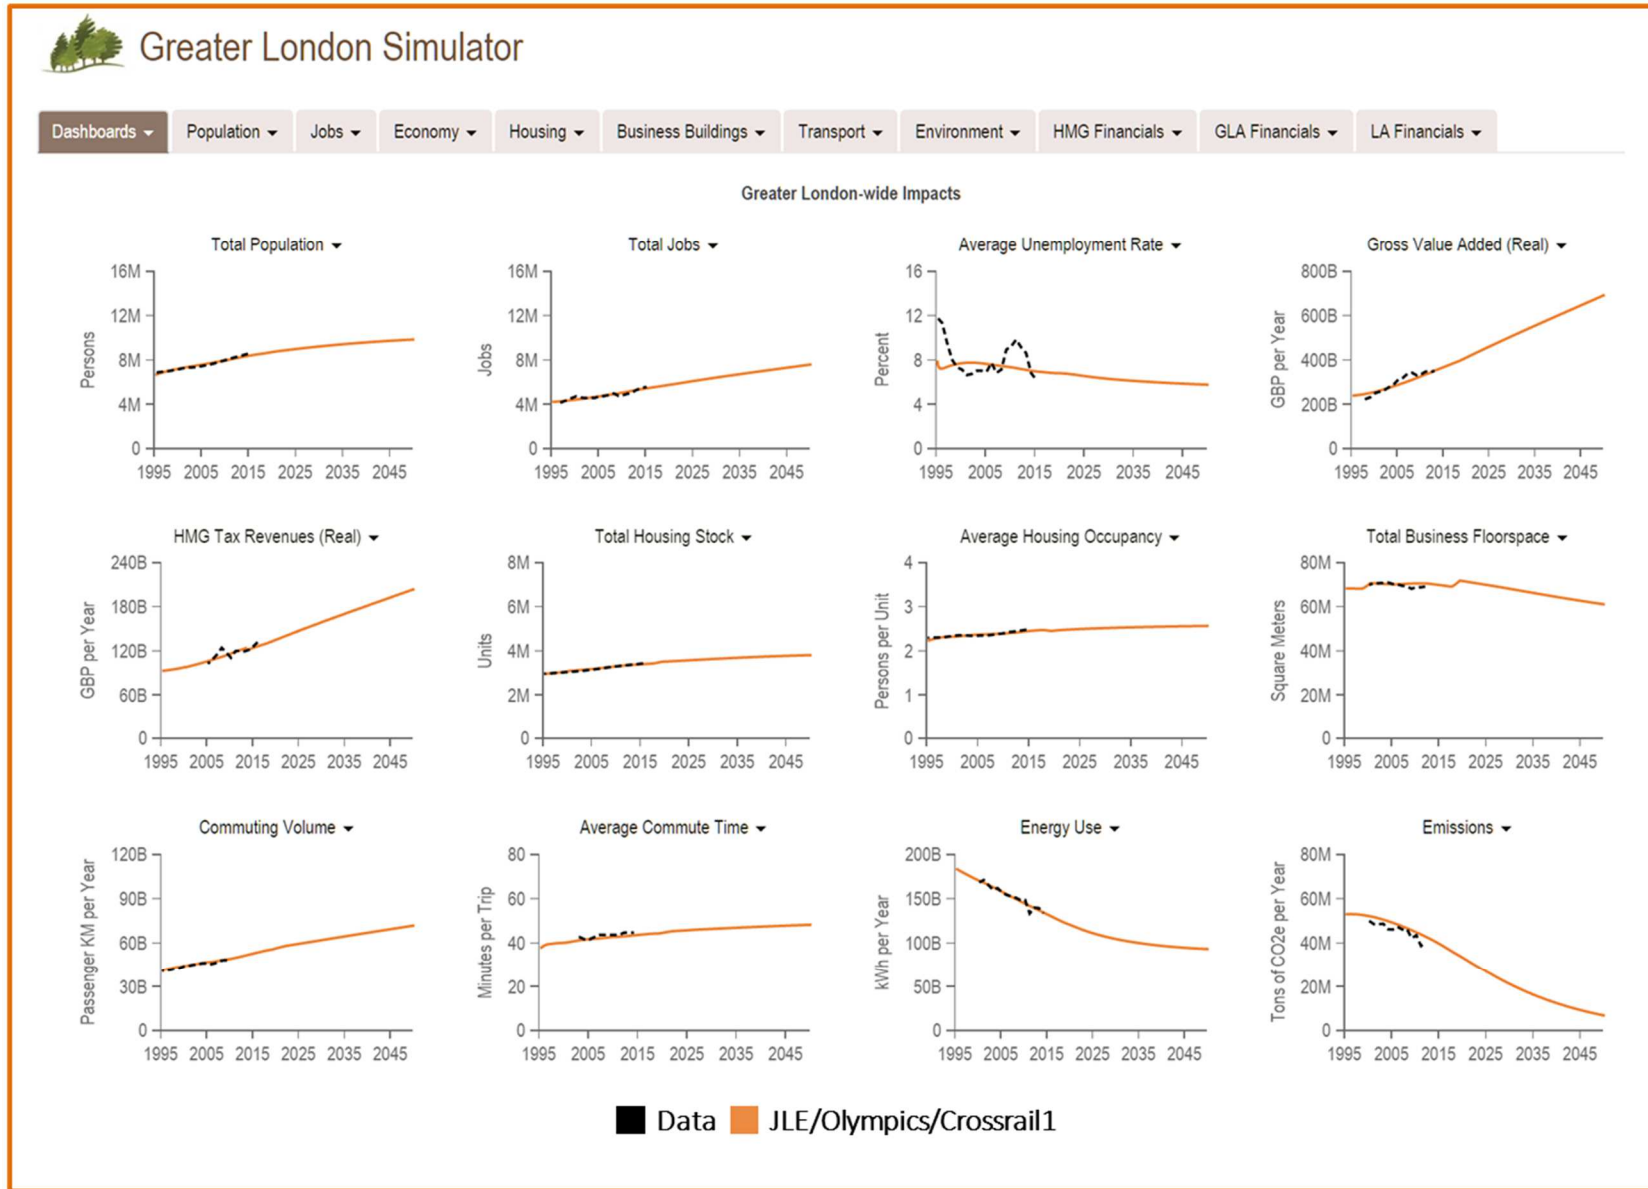 Greater London Simulator
Dashboards Population Jobs Economy Housing Business Buildings Transport Environment HMG Financials GLA Financials LA Financials
Greater London-wide Impacts
Total Population
Persons
16M
12M
8M
4M
0
1995 2005 2015 2025 2035 2045
Total Jobs
Jobs
16M
12M
8M
4M
0
1995 2005 2015 2025 2035 2045
Average Unemployment Rate
Percent
16
12
8
4
0
1995 2005 2015 2025 2035 2045
Gross Value Added (Real)
GBP per Year
800B
600B
400B
200B
0
1995 2005 2015 2025 2035 2045
HMG Tax Revenues (Real)
GBP per Year
240B
180B
120B
60B
0
1995 2005 2015 2025 2035 2045
Total Housing Stock
Units
8M
6M
4M
2M
0
1995 2005 2015 2025 2035 2045
Average Housing Occupancy
Persons per Unit
4
3
2
1
0
1995 2005 2015 2025 2035 2045
Total Business Floorspace
Square Meters
80M
60M
40M
20M
0
1995 2005 2015 2025 2035 2045
Commuting Volume
Passenger KM per Year
120B
90B
60B
30B
0
1995 2005 2015 2025 2035 2045
Average Commute Time
Minutes per Trip
80
60
40
20
0
1995 2005 2015 2025 2035 2045
Energy Use
kWh per Year
200B
150B
100B
50B
0
1995 2005 2015 2025 2035 2045
Emissions
Tons of CO2e per Year
80M
60M
40M
20M
0
1995 2005 2015 2025 2035 2045
Data JLE/Olympics/Crossrail1